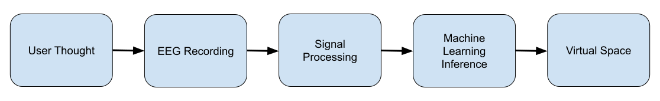 User Thought
EEG Recording
Signal
Processing
Machine
Learning
Inference
Virtual Space